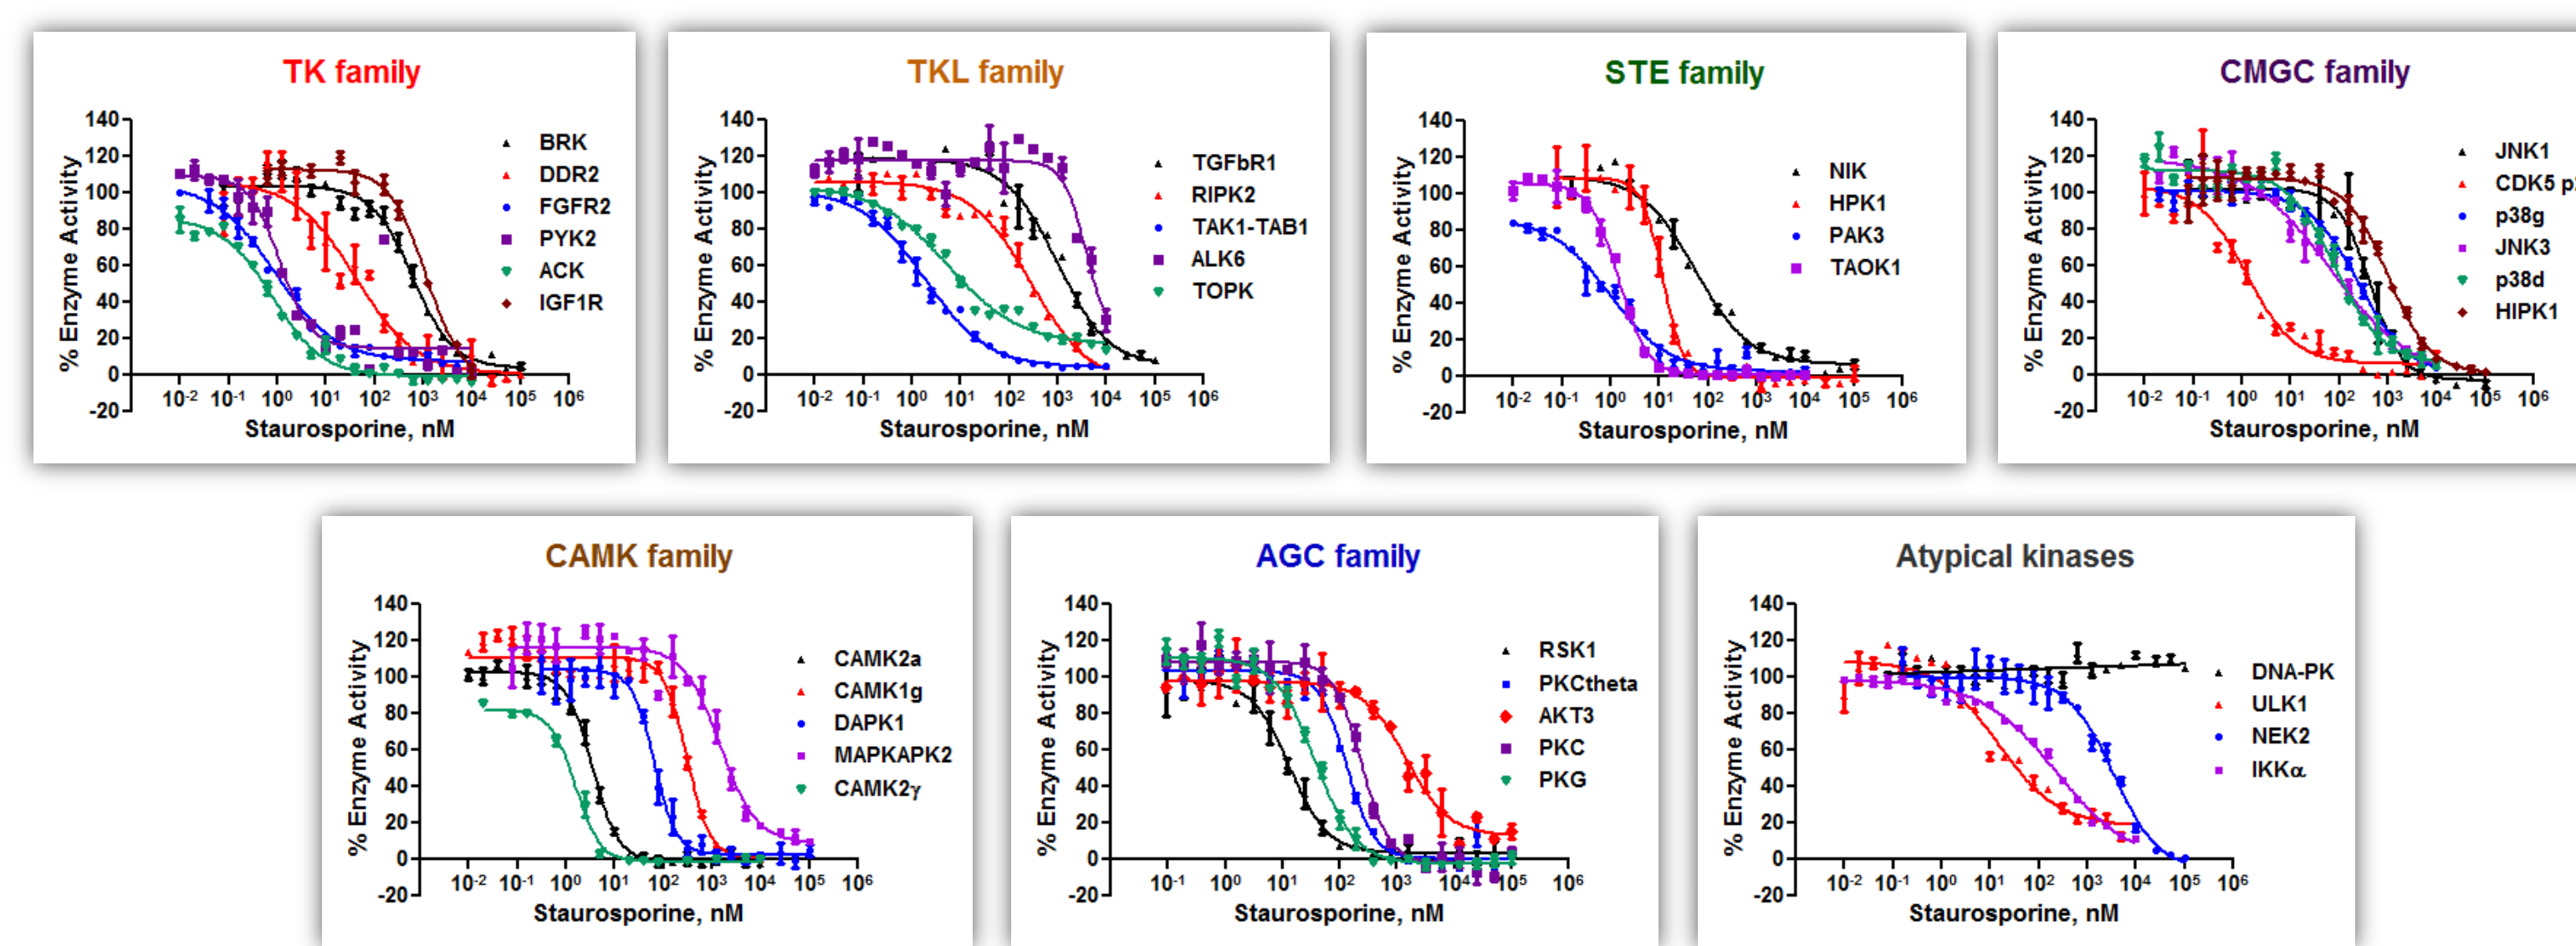 TK family
140
120
100
80
60
40
20
0
-20
% Enzyme Activity
10-2 10-1 100 101 102 103 104 105 106
Staurosporine, nM
BRK
DDR2
FGFR2
PYK2
ACK
IGF1R
TKL family
140
120
100
80
60
40
20
0
-20
% Enzyme Activity
10-2 10-1 100 101 102 103 104 105 106
Staurosporine, nM
TGFbR1
RIPK2
TAK1-TAB1
ALK6
TOPK
STE family
140
120
100
80
60
40
20
0
-20
% Enzyme Activity
10-2 10-1 100 101 102 103 104 105 106
Staurosporine, nM
NIK
HPK1
PAK3
TAOK1
CMGC family
140
120
100
80
60
40
20
0
-20
% Enzyme Activity
10-2 10-1 100 101 102 103 104 105 106
Staurosporine, nM
JNK1
CDK5
p38g
JNK3
p38d
HIPK1
CAMK family
140
120
100
80
60
40
20
0
-20
% Enzyme Activity
10-2 10-1 100 101 102 103 104 105 106
Staurosporine, nM
CAMK2a
CAMK1g
DAPK1
MAPKAPK2
CAMK2γ
AGC family
140
120
100
80
60
40
20
0
-20
% Enzyme Activity
10-1 100 101 102 103 104 105 106
Staurosporine, nM
RSK1
PKCtheta
AKT3
PKC
PKG
Atypical kinases
140
120
100
80
60
40
20
0
-20
% Enzyme Activity
10-2 10-1 100 101 102 103 104 105 106
Staurosporine, nM
DNA-PK
ULK1
NEK2
IKKα